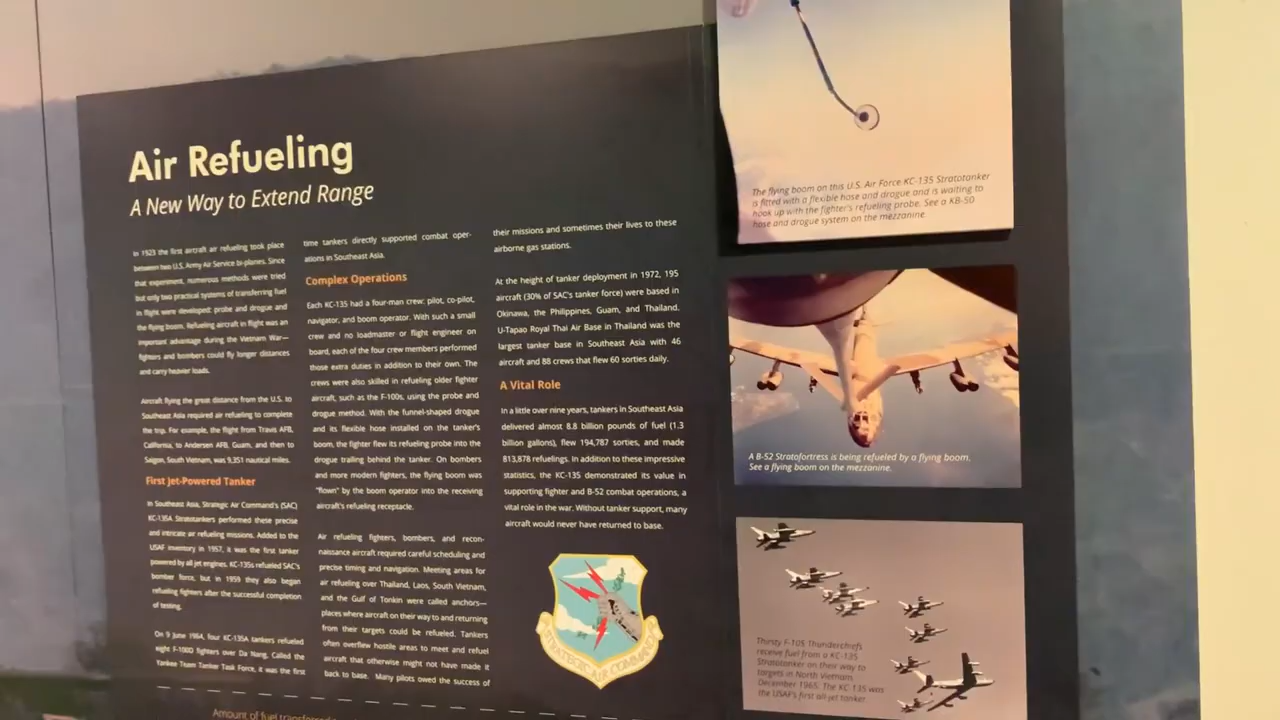 Air Refueling
A New Way to Extend Range
In 1923 the first aircraft air refueling took place
between two U.S. Army Air Service bi-planes. Since
that experiment, numerous methods were tried
but only two practical systems of transferring fuel
in flight were developed: probe and drogue and
the flying boom. Refueling aircraft in flight was an
important advantage during the Vietnam War—
fighters and bombers could fly longer distances
and carry heavier loads.
Aircraft flying the great distance from the U.S. to
Southeast Asia required air refueling to complete
the trip. For example, the flight from Travis AFB,
California, to Andersen AFB, Guam, and then to
Saigon, South Vietnam, was 9,351 nautical miles.
First Jet-Powered Tanker
In Southeast Asia, Strategic Air Command's (SAC)
KC-135A Stratotankers performed these precise
and intricate air refueling missions. Added to the
USAF inventory in 1957, it was the first tanker
powered by all jet engines. KC-135s refueled SAC's
bomber force, but in 1959 they also began
refueling fighters after the successful completion
of testing.
On 9 June 1964, four KC-135A tankers refueled
eight F-100D fighters over Da Nang. Called the
Yankee Team Tanker Task Force, it was the first
time tankers directly supported combat oper-
ations in Southeast Asia.
Complex Operations
Each KC-135 had a four-man crew: pilot, co-pilot,
navigator, and boom operator. With such a small
crew and no loadmaster or flight engineer on
board, each of the four crew members performed
those extra duties in addition to their own. The
crews were also skilled in refueling older fighter
aircraft, such as the F-100s, using the probe and
drogue method. With the funnel-shaped drogue
and its flexible hose installed on the tanker's
boom, the fighter flew its refueling probe into the
drogue trailing behind the tanker. On bombers
and more modern fighters, the flying boom was
"flown" by the boom operator into the receiving
aircraft's refueling receptacle.
Air refueling fighters, bombers, and recon-
naissance aircraft required careful scheduling and
precise timing and navigation. Meeting areas for
air refueling over Thailand, Laos, South Vietnam,
and the Gulf of Tonkin were called anchors—
places where aircraft on their way to and returning
from their targets could be refueled. Tankers
often overflew hostile areas to meet and refuel
aircraft that otherwise might not have made it
back to base. Many pilots owed the success of
their missions and sometimes their lives to these
airborne gas stations.
At the height of tanker deployment in 1972, 195
aircraft (30% of SAC's tanker force) were based in
Okinawa, the Philippines, Guam, and Thailand.
U-Tapao Royal Thai Air Base in Thailand was the
largest tanker base in Southeast Asia with 46
aircraft and 88 crews that flew 60 sorties daily.
A Vital Role
In a little over nine years, tankers in Southeast Asia
delivered almost 8.8 billion pounds of fuel (1.3
billion gallons), flew 194,787 sorties, and made
813,878 refuelings. In addition to these impressive
statistics, the KC-135 demonstrated its value in
supporting fighter and B-52 combat operations, a
vital role in the war. Without tanker support, many
aircraft would never have returned to base.
STRATEGIC AIR COMMAND
Amount of fuel transferred
The flying boom on this U.S. Air Force KC-135 Stratotanker
is fitted with a flexible hose and drogue and is waiting to
hook up with the fighter's refueling probe. See a KB-50
hose and drogue system on the mezzanine.
A B-52 Stratofortress is being refueled by a flying boom.
See a flying boom on the mezzanine.
Thirsty F-105 Thunderchiefs
receive fuel from a KC-135
Stratotanker on their way to
targets in North Vietnam,
December 1965. The KC-135 was
the USAF's first all-jet tanker.